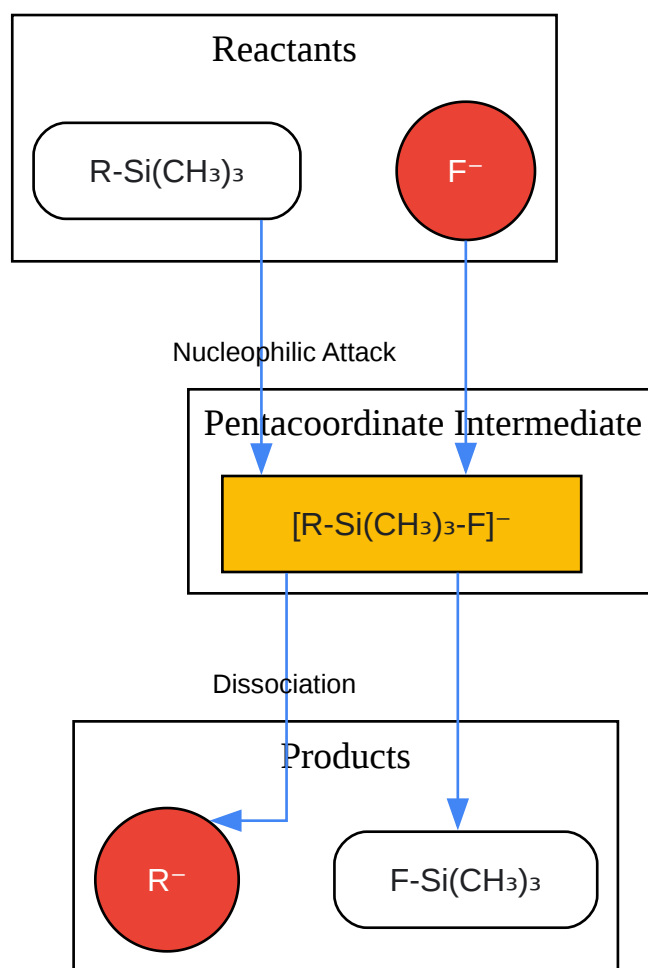 Reactants
R-Si(CH₃)₃
F⁻
Nucleophilic Attack
Pentacoordinate Intermediate
[R-Si(CH₃)₃-F]⁻
Dissociation
Products
R⁻
F-Si(CH₃)₃